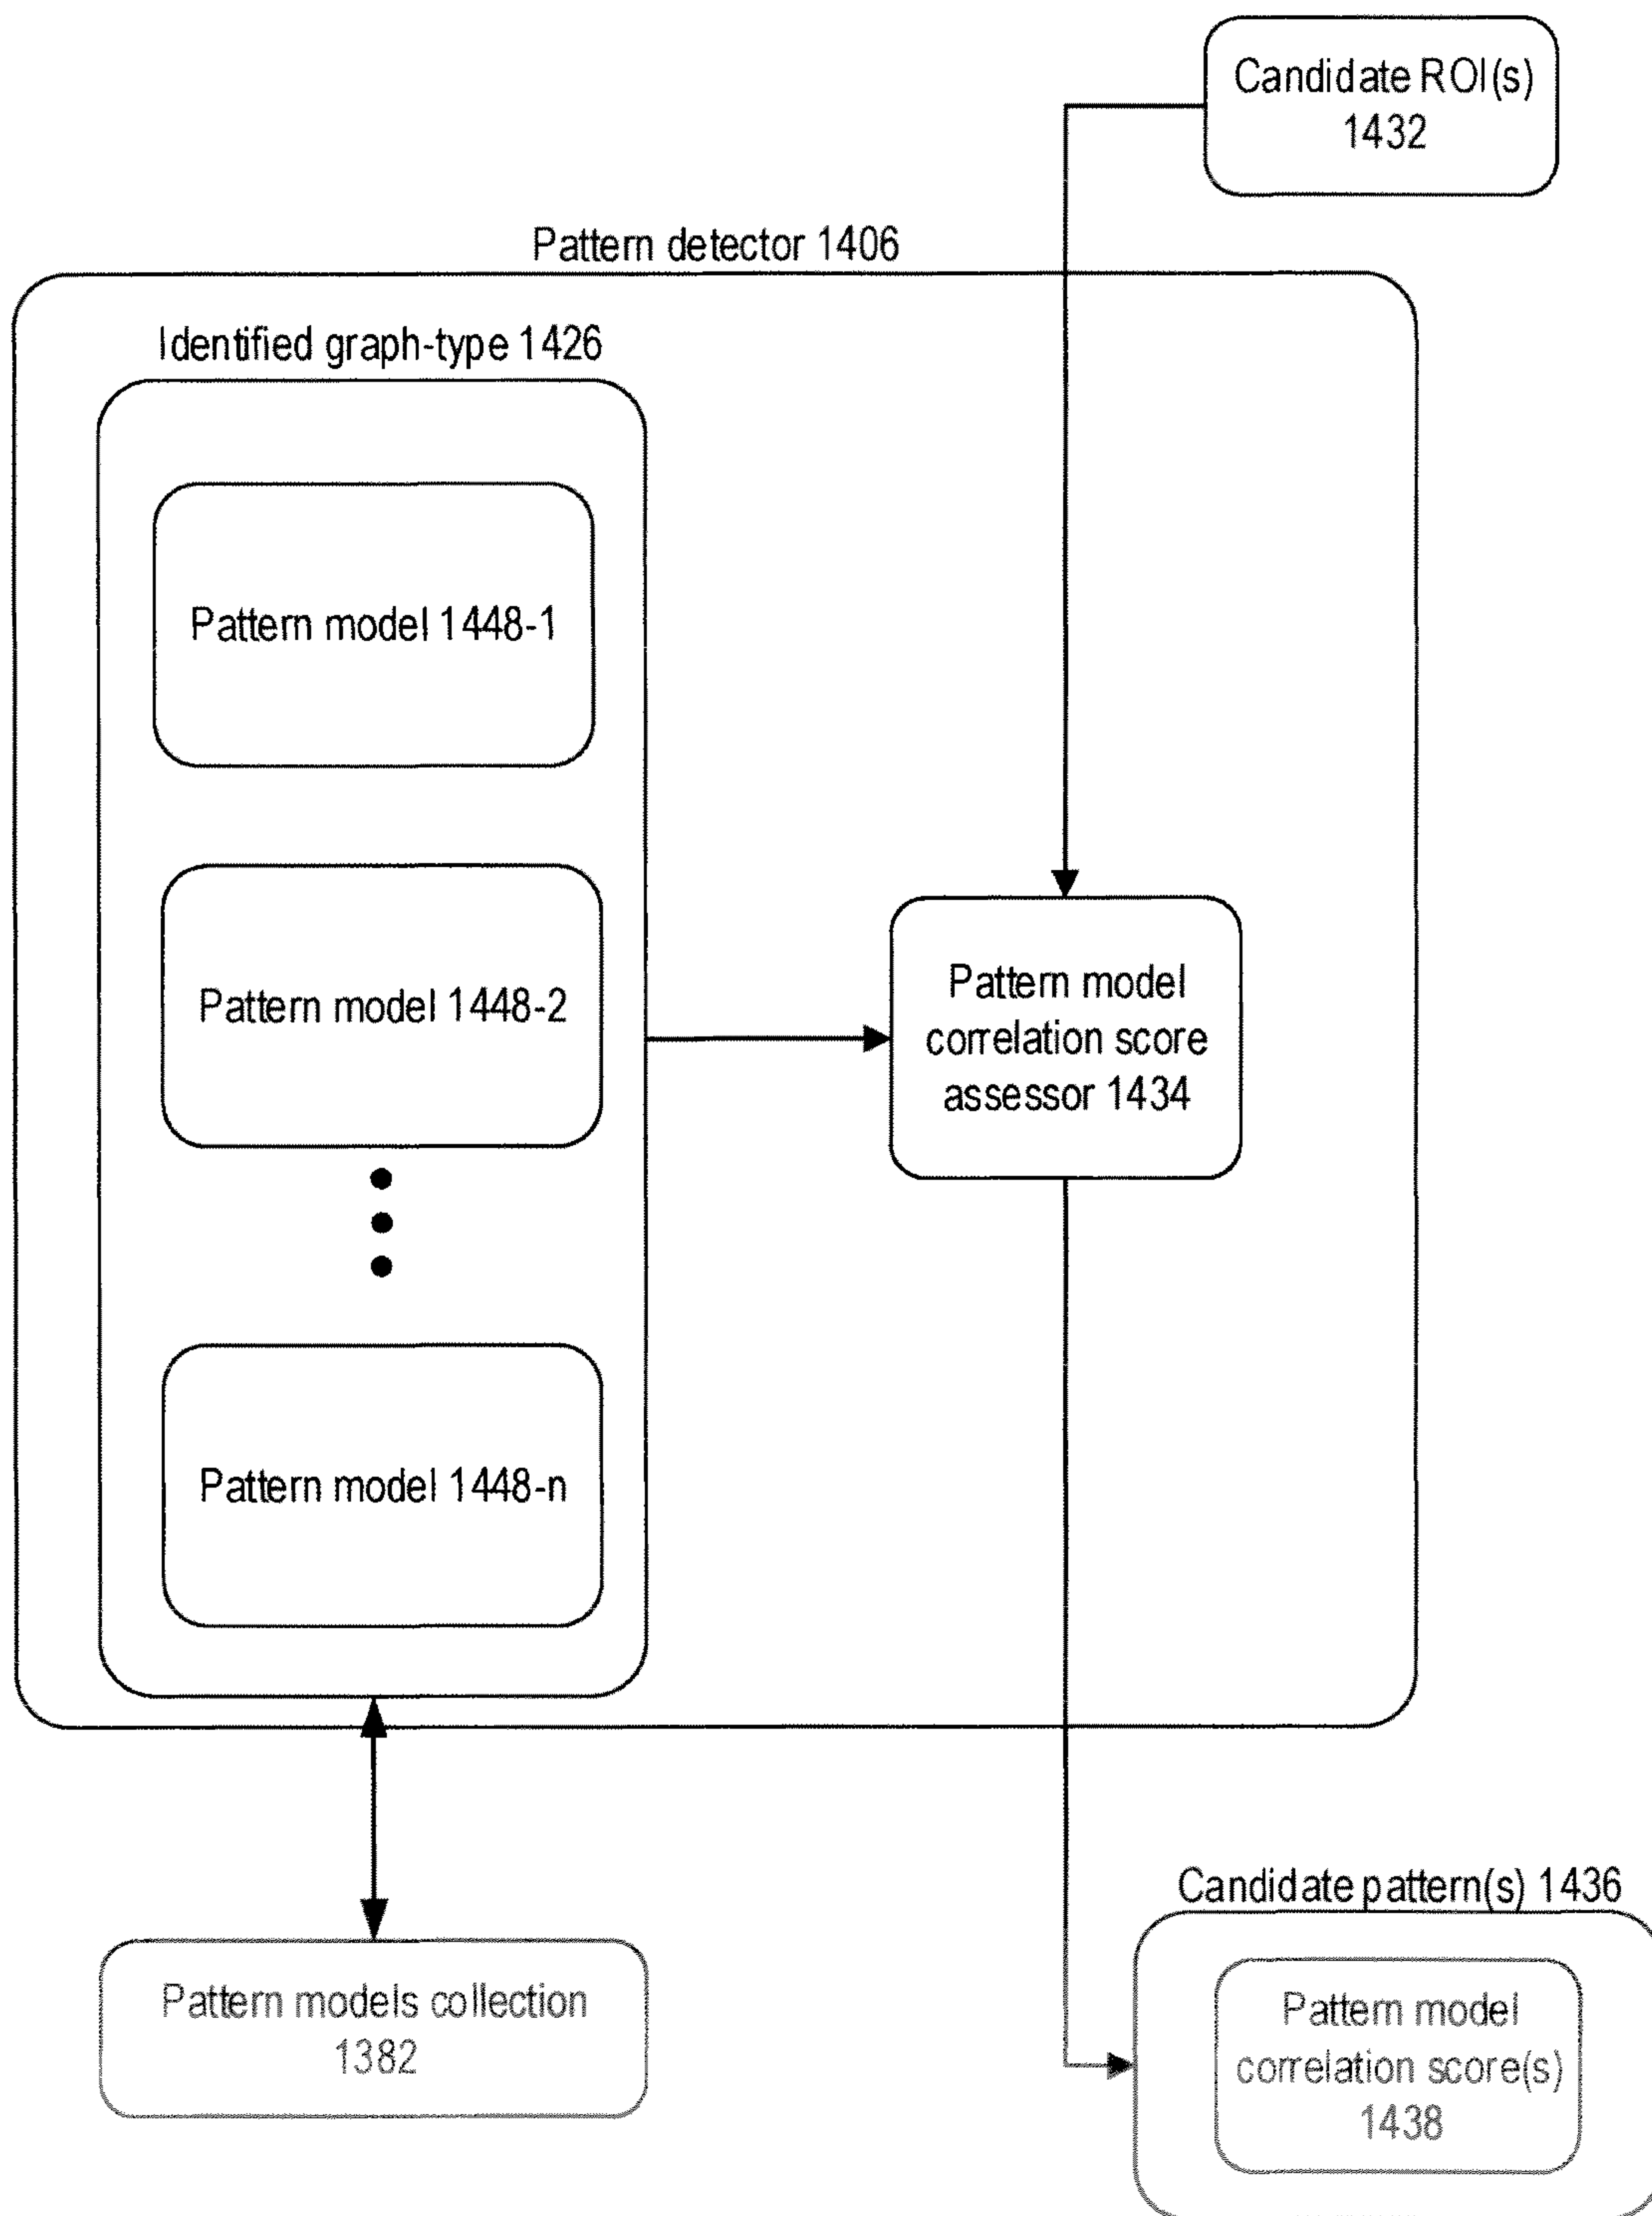 Candidate ROI(s)
1432
Pattern detector 1406
Identified graph-type 1426
Pattern model 1448-1
Pattern model 1448-2
Pattern model
correlation score
assessor 1434
Pattern model 1448-n
Candidate pattern(s) 1436
Pattern models collection
1382
Pattern model
correlation score(s)
1438